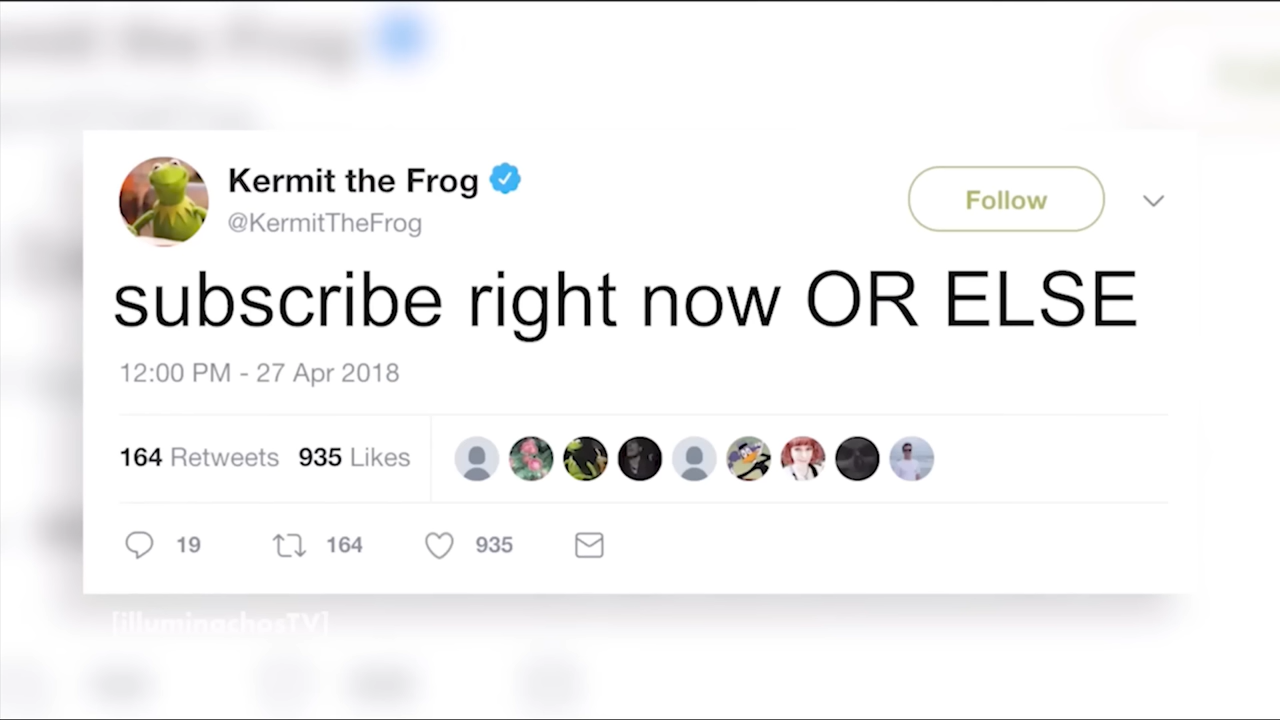 Kermit the Frog
@KermitTheFrog
Follow
subscribe right now OR ELSE
12:00 PM - 27 Apr 2018
164 Retweets 935 Likes
19 164 935
[illuminachosTV]